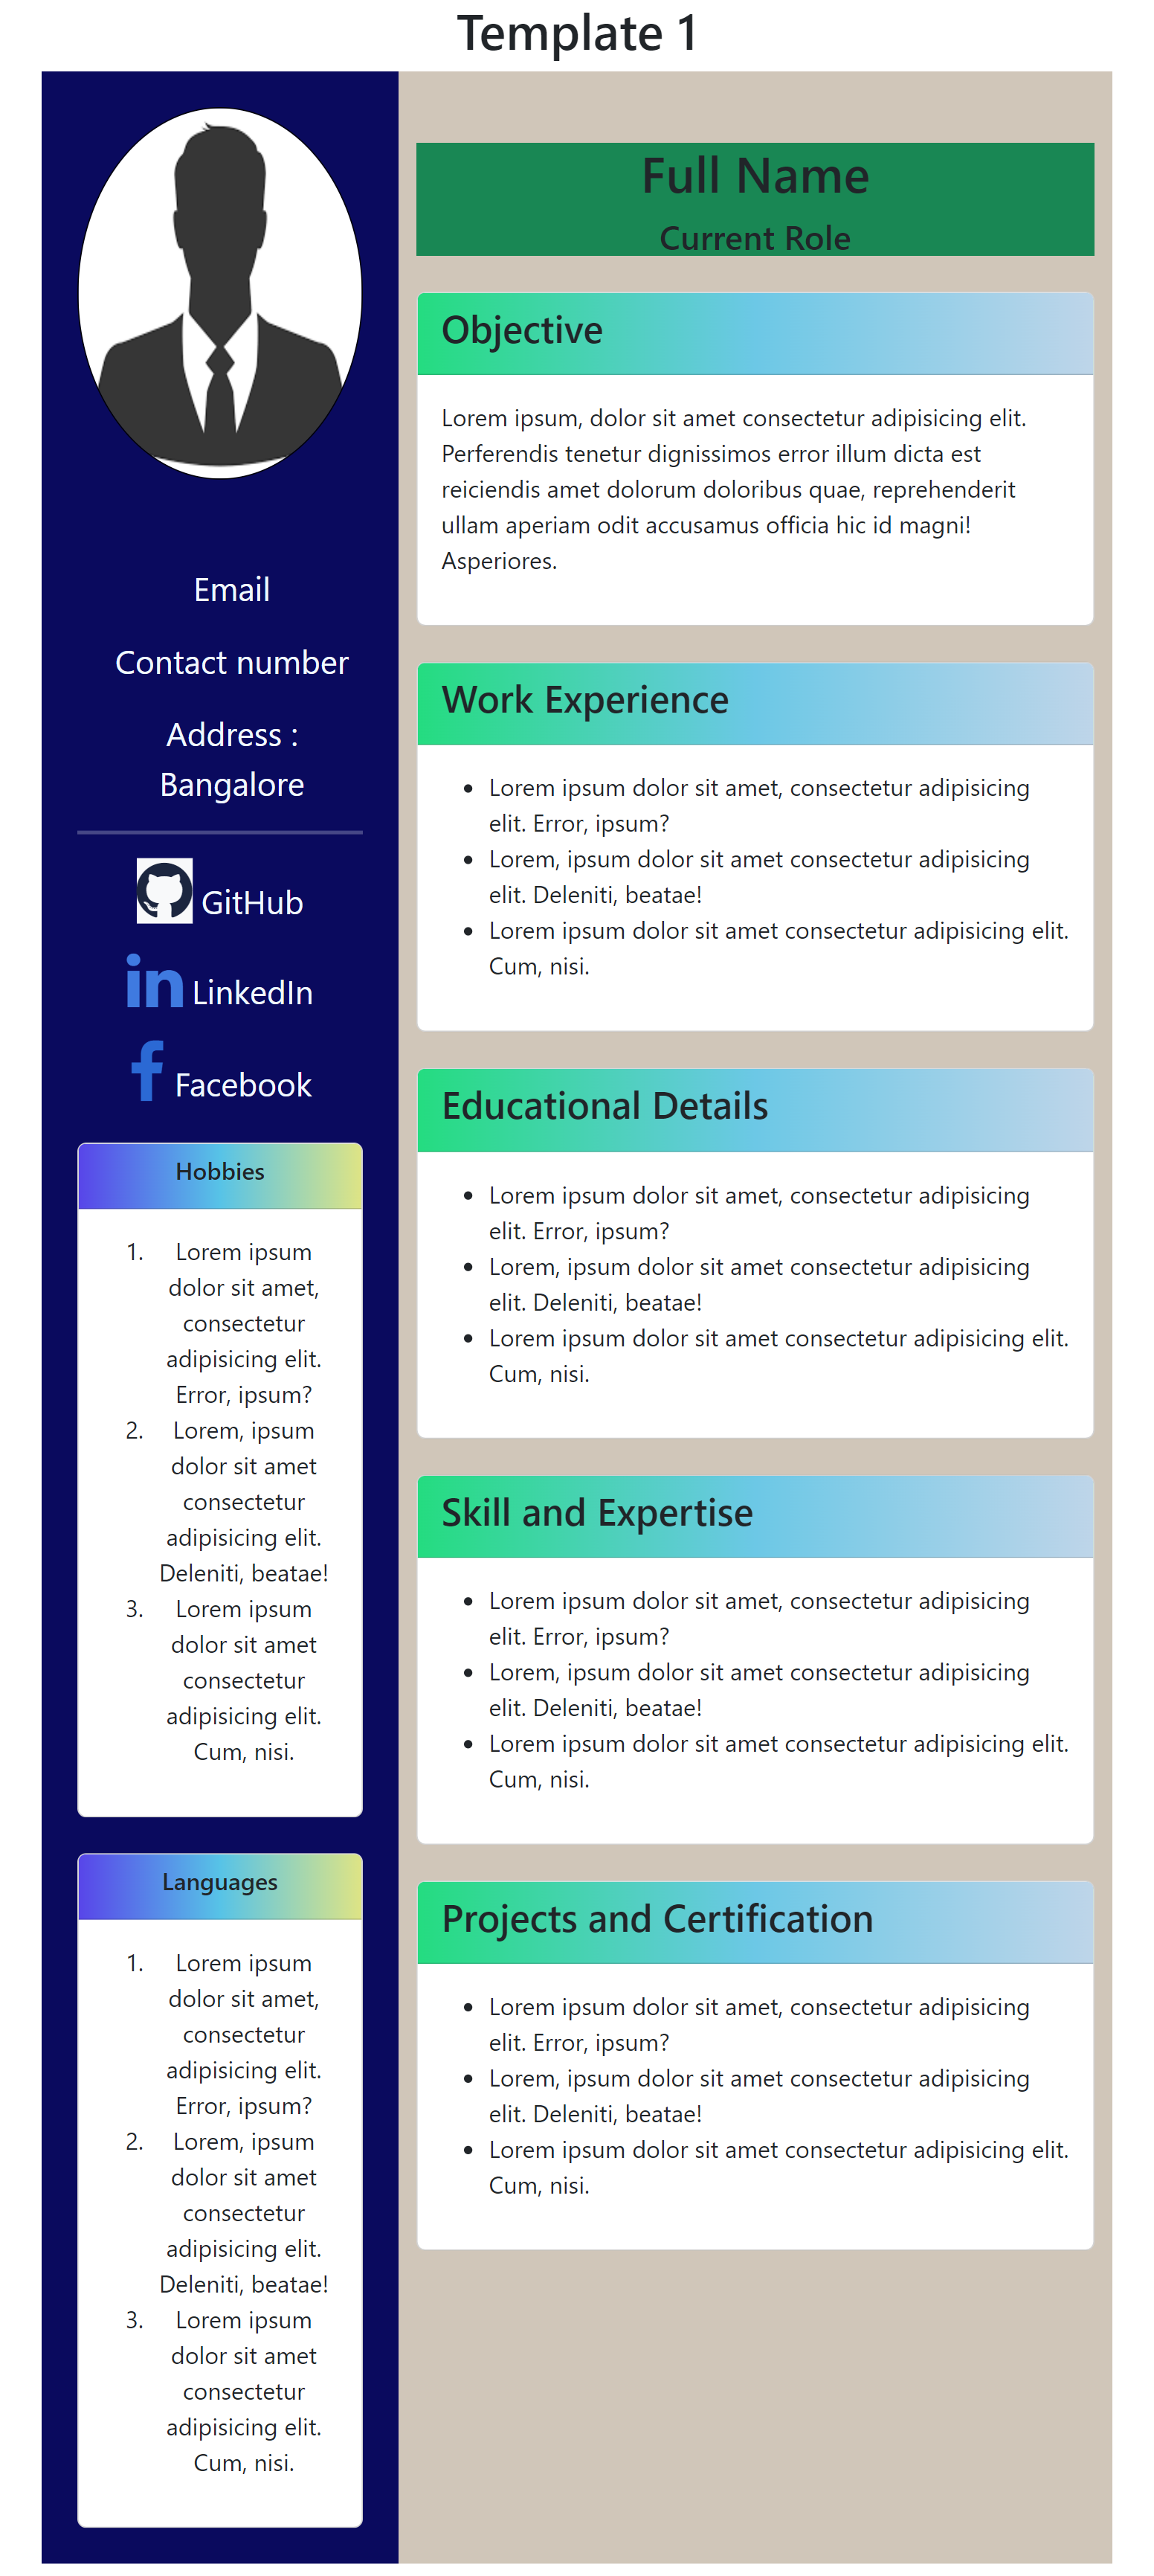 Template 1
Email
Contact number
Address :
Bangalore
GitHub
in LinkedIn
f Facebook
Hobbies
1. Lorem ipsum
dolor sit amet,
consectetur
adipisicing elit.
Error, ipsum?
2. Lorem, ipsum
dolor sit amet
consectetur
adipisicing elit.
Deleniti, beatae!
3. Lorem ipsum
dolor sit amet
consectetur
adipisicing elit.
Cum, nisi.
Languages
1. Lorem ipsum
dolor sit amet,
consectetur
adipisicing elit.
Error, ipsum?
2. Lorem, ipsum
dolor sit amet
consectetur
adipisicing elit.
Deleniti, beatae!
3. Lorem ipsum
dolor sit amet
consectetur
adipisicing elit.
Cum, nisi.
Full Name
Current Role
Objective
Lorem ipsum, dolor sit amet consectetur adipisicing elit.
Perferendis tenetur dignissimos error illum dicta est
reiciendis amet dolorum doloribus quae, reprehenderit
ullam aperiam odit accusamus officia hic id magni!
Asperiores.
Work Experience
• Lorem ipsum dolor sit amet, consectetur adipisicing
elit. Error, ipsum?
• Lorem, ipsum dolor sit amet consectetur adipisicing
elit. Deleniti, beatae!
• Lorem ipsum dolor sit amet consectetur adipisicing elit.
Cum, nisi.
Educational Details
• Lorem ipsum dolor sit amet, consectetur adipisicing
elit. Error, ipsum?
• Lorem, ipsum dolor sit amet consectetur adipisicing
elit. Deleniti, beatae!
• Lorem ipsum dolor sit amet consectetur adipisicing elit.
Cum, nisi.
Skill and Expertise
• Lorem ipsum dolor sit amet, consectetur adipisicing
elit. Error, ipsum?
• Lorem, ipsum dolor sit amet consectetur adipisicing
elit. Deleniti, beatae!
• Lorem ipsum dolor sit amet consectetur adipisicing elit.
Cum, nisi.
Projects and Certification
• Lorem ipsum dolor sit amet, consectetur adipisicing
elit. Error, ipsum?
• Lorem, ipsum dolor sit amet consectetur adipisicing
elit. Deleniti, beatae!
• Lorem ipsum dolor sit amet consectetur adipisicing elit.
Cum, nisi.